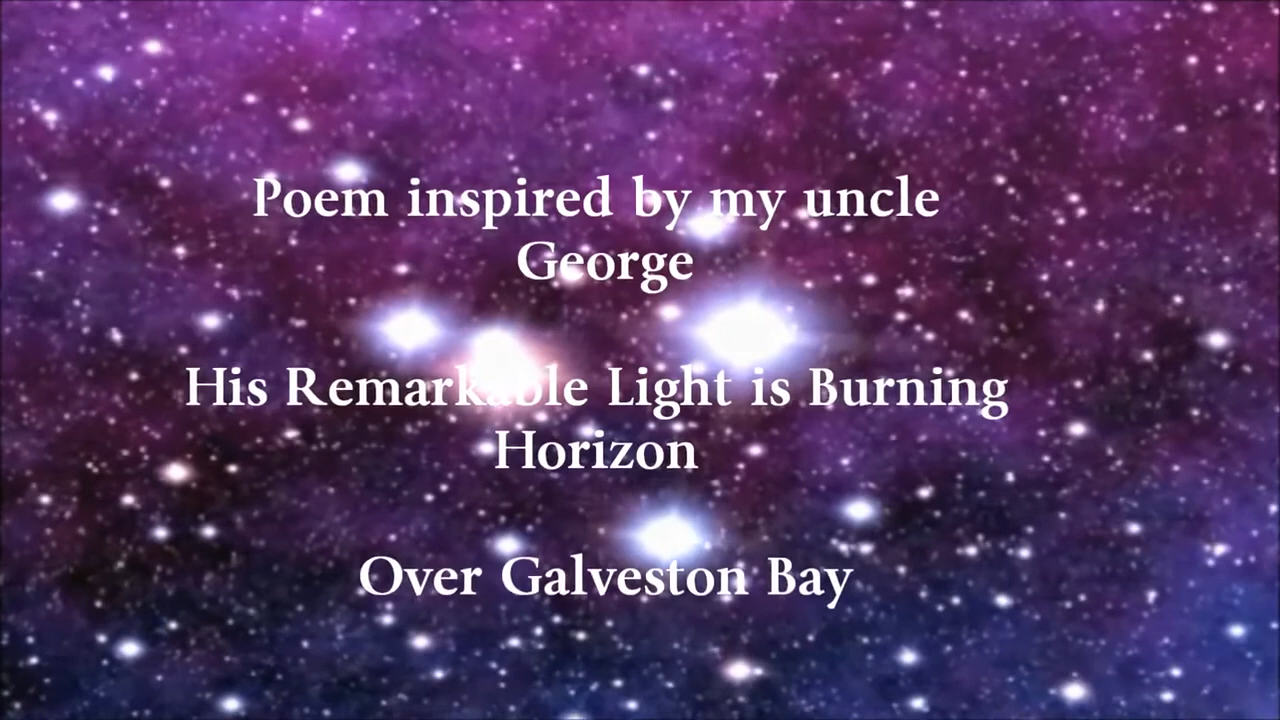 Poem inspired by my uncle
George
His Remarkable Light is Burning
Horizon
Over Galveston Bay